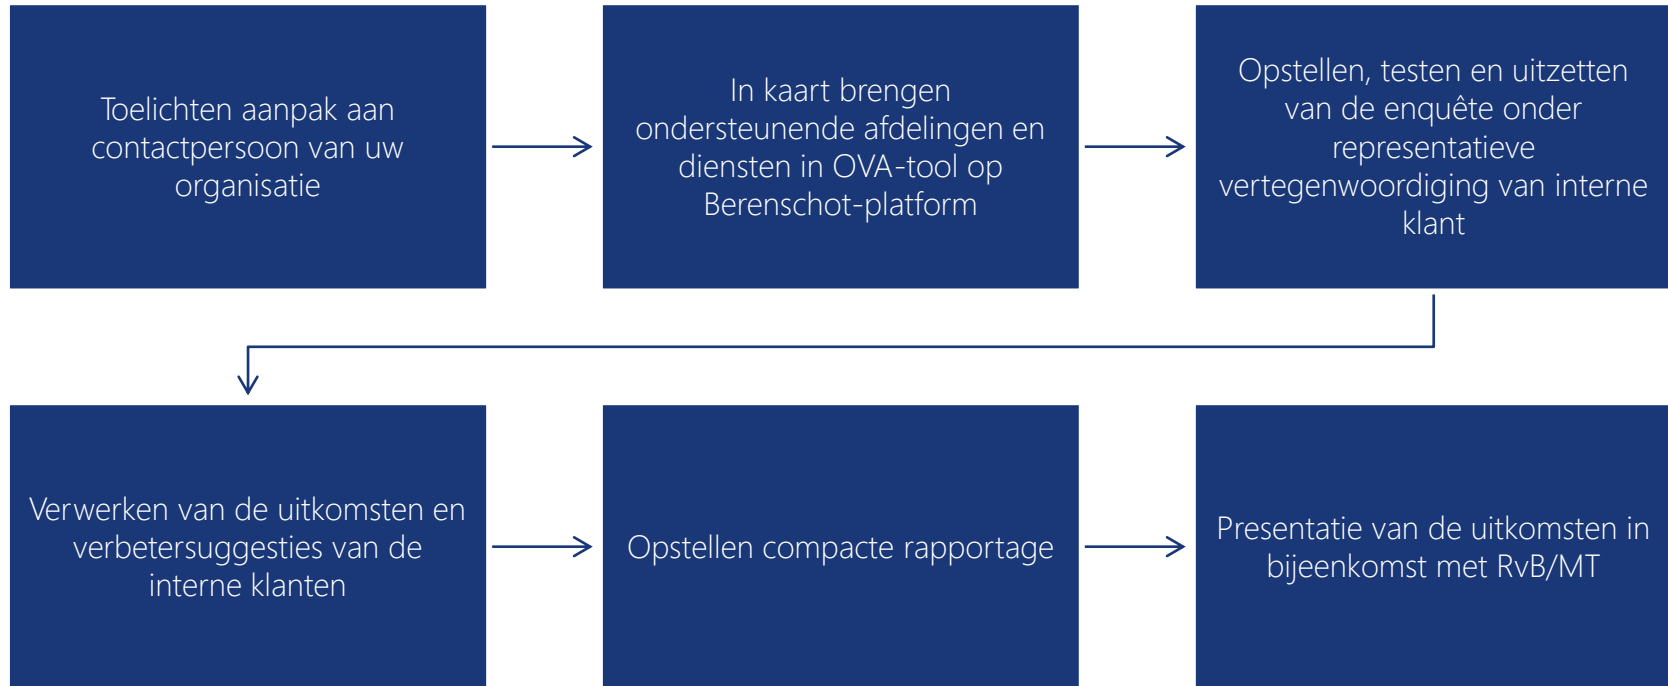 Toelichten aanpak aan
contactpersoon van uw
organisatie
In kaart brengen
ondersteunende afdelingen en
diensten in OVA-tool op
Berenschot-platform
Opstellen, testen en uitzetten
van de enquête onder
representatieve
vertegenwoordiging van interne
klant
Verwerken van de uitkomsten en
verbetersuggesties van de
interne klanten
Opstellen compacte rapportage
Presentatie van de uitkomsten in
bijeenkomst met RvB/MT